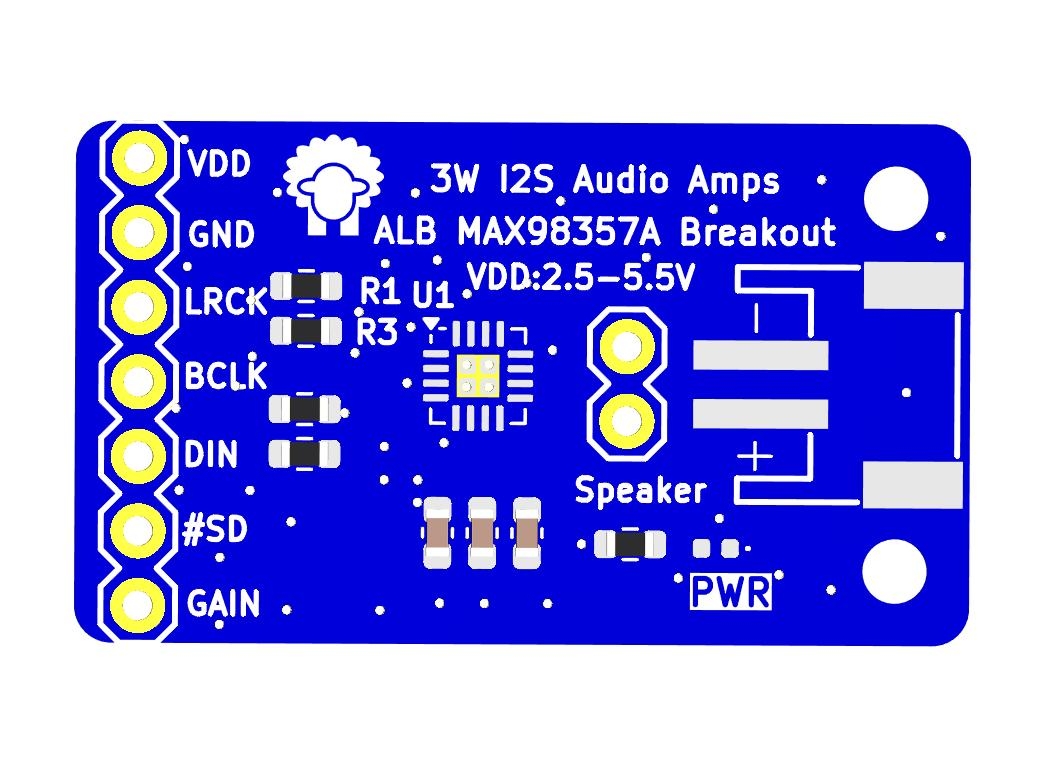 VDD
3W I2S Audio Amps
GND
ALB MAX98357A Breakout
VDD:2.5-5.5V
LRCK
R1
U1
R3
BCLK
−
DIN
+
Speaker
#SD
GAIN
PWR